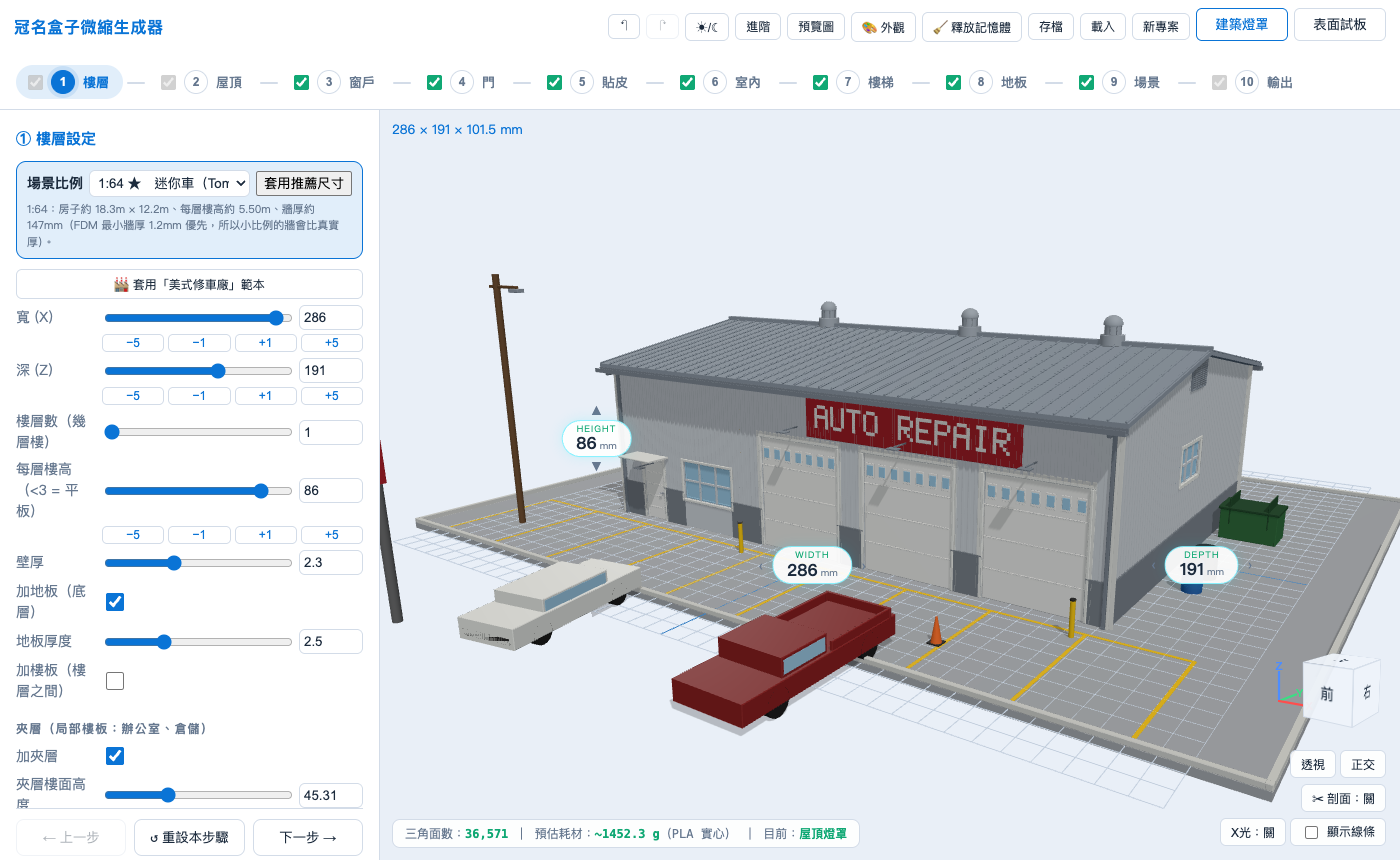 冠名盒子微縮生成器
↰ ↱ ☀/☾ 進階 預覽圖 🎨 外觀 🧹 釋放記憶體 存檔 載入 新專案 建築燈罩 表面試板
1 樓層 2 屋頂 3 窗戶 4 門 5 貼皮 6 室內 7 樓梯 8 地板 9 場景 10 輸出
① 樓層設定
場景比例 1:64 ★ 迷你車（Tom 套用推薦尺寸
1:64：房子約 18.3m × 12.2m、每層樓高約 5.50m、牆厚約
147mm（FDM 最小牆厚 1.2mm 優先，所以小比例的牆會比真實
厚）。
🏭 套用「美式修車廠」範本
寬 (X) 286
−5 −1 +1 +5
深 (Z) 191
−5 −1 +1 +5
樓層數（幾
層樓） 1
每層樓高
（<3 = 平
板） 86
−5 −1 +1 +5
壁厚 2.3
加地板（底
層）
地板厚度 2.5
加樓板（樓
層之間）
夾層（局部樓板：辦公室、倉儲）
加夾層
夾層樓面高
度 45.31
← 上一步 ↺ 重設本步驟 下一步 →
286 × 191 × 101.5 mm
AUTO REPAIR
HEIGHT
86 mm
WIDTH
286 mm
DEPTH
191 mm
Z
前 右
透視 正交
✂ 剖面：關
X光：關 顯示線條
三角面數：36,571 | 預估耗材：~1452.3 g (PLA 實心) | 目前：屋頂燈罩